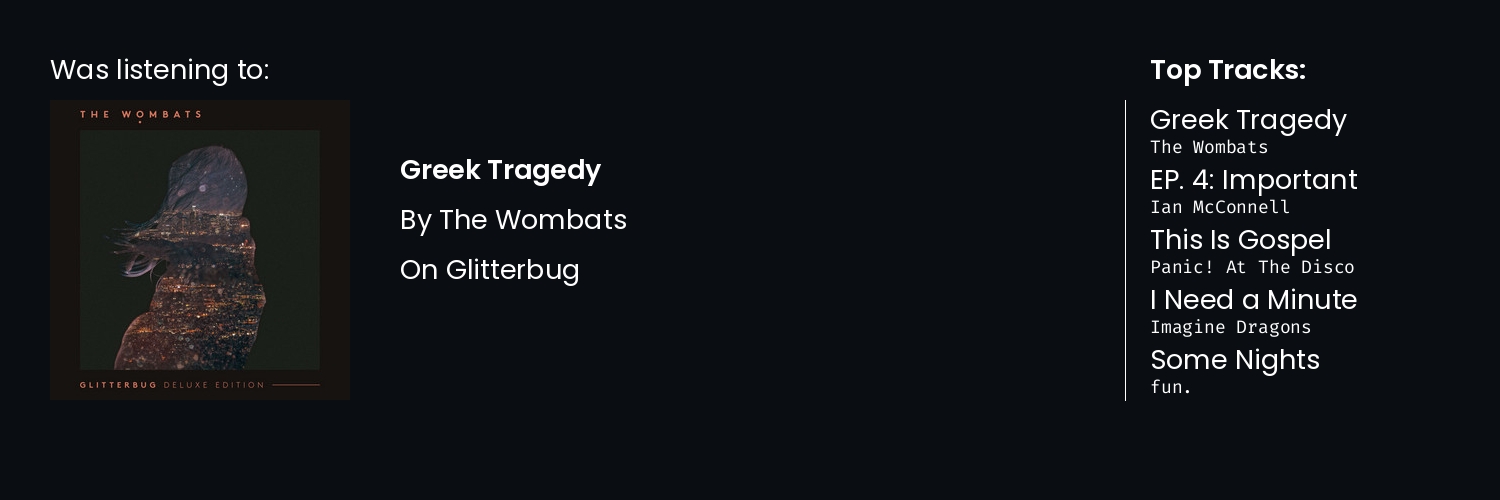 Was listening to:
THE WOMBATS
GLITTERBUG DELUXE EDITION
Greek Tragedy
By The Wombats
On Glitterbug
Top Tracks:
Greek Tragedy
The Wombats
EP. 4: Important
Ian McConnell
This Is Gospel
Panic! At The Disco
I Need a Minute
Imagine Dragons
Some Nights
fun.